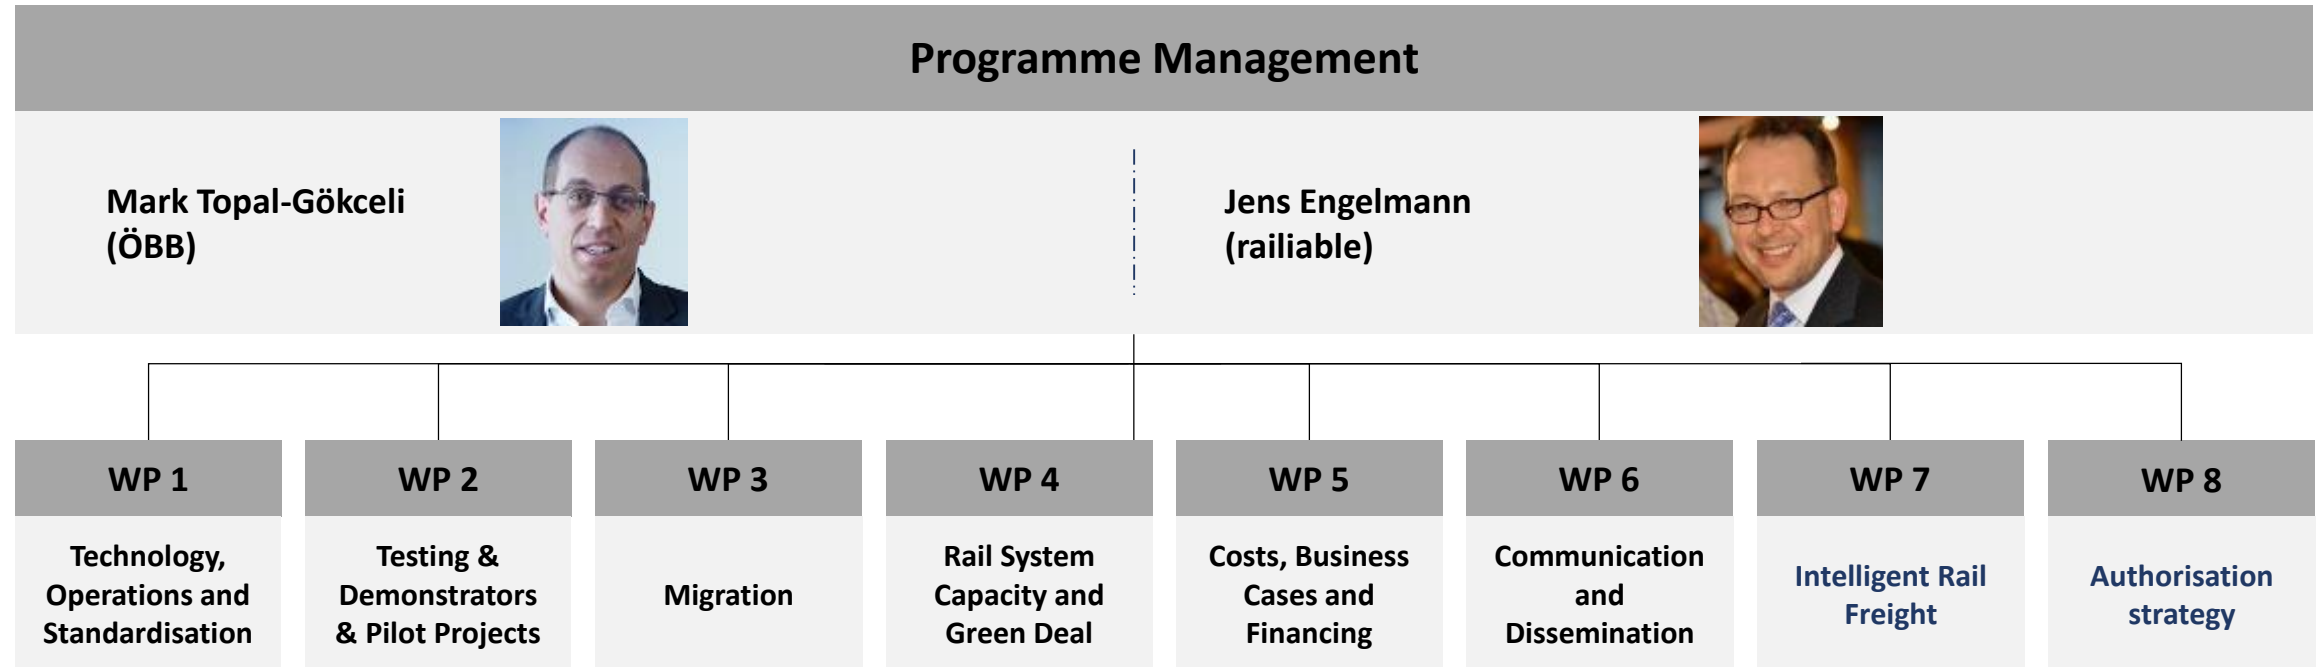 Programme Management
Mark Topal-Gökceli
(ÖBB)
Jens Engelmann
(railiable)
WP 1
Technology,
Operations and
Standardisation
WP 2
Testing &
Demonstrators
& Pilot Projects
WP 3
Migration
WP 4
Rail System
Capacity and
Green Deal
WP 5
Costs, Business
Cases and
Financing
WP 6
Communication
and
Dissemination
WP 7
Intelligent Rail
Freight
WP 8
Authorisation
strategy